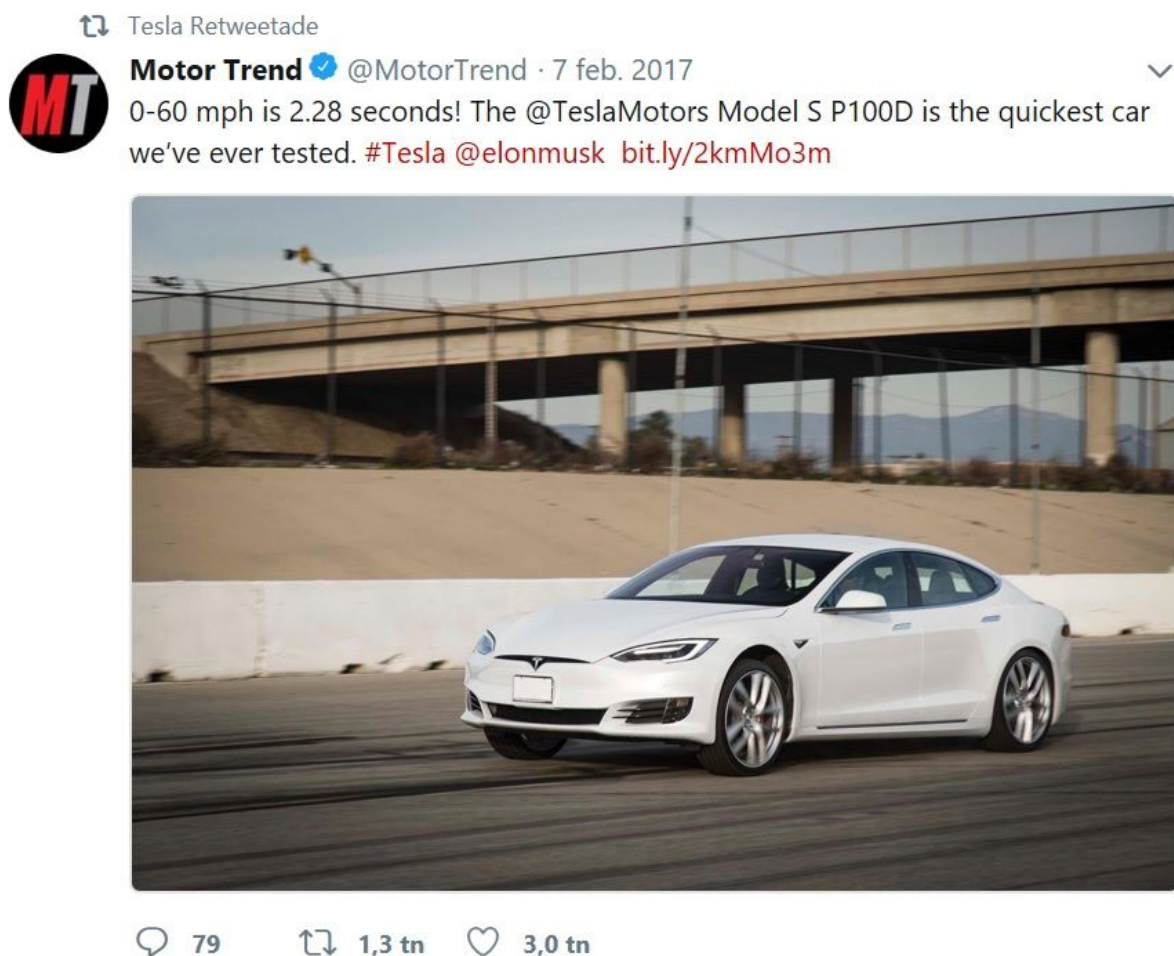 Tesla Retweetade
Motor Trend @MotorTrend · 7 feb. 2017
0-60 mph is 2.28 seconds! The @TeslaMotors Model S P100D is the quickest car
we’ve ever tested. #Tesla @elonmusk bit.ly/2kmMo3m
MT
79 1,3 tn 3,0 tn